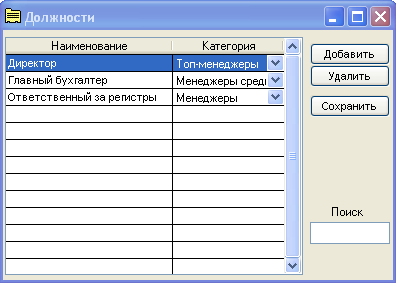 Должности
Наименование Категория
Директор Топ-менеджеры
Главный бухгалтер Менеджеры средн
Ответственный за регистры Менеджеры
Добавить
Удалить
Сохранить
Поиск